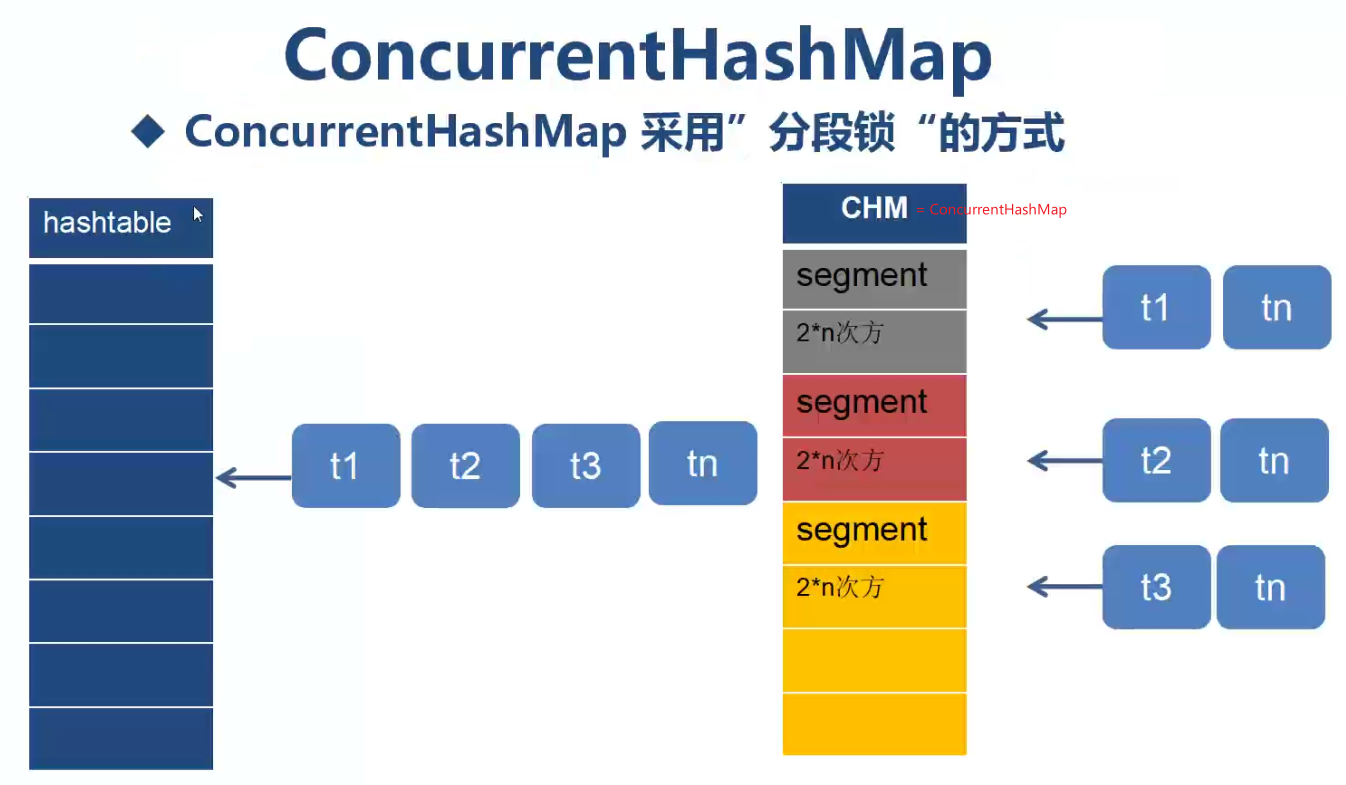 ConcurrentHashMap
ConcurrentHashMap 采用”分段锁“的方式
hashtable
t1 t2 t3 tn
CHM = ConcurrentHashMap
segment
2*n次方
segment
2*n次方
segment
2*n次方
t1 tn
t2 tn
t3 tn